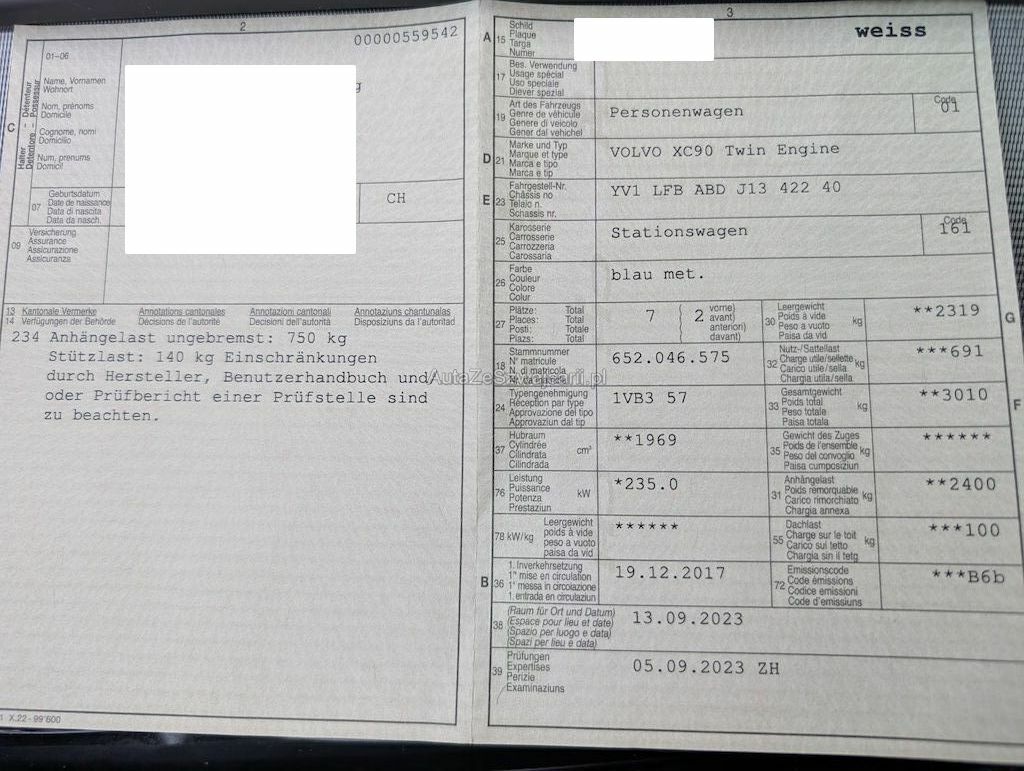 2
00000559542
01-06
C
Halter - Détenteur
Detentore - Possessur
Name, Vornamen
Wohnort
Nom, prénoms
Domicile
Cognome, nomi
Domicilio
Num, prenums
Domicil
07
Geburtsdatum
Date de naissance
Data di nascita
Data da nasch.
CH
09
Versicherung
Assurance
Assicurazione
Assicuranza
13 Kantonale Vermerke Annotations cantonales Annotazioni cantonali Annotaziuns chantunalas
14 Verfügungen der Behörde Décisions de l'autorité Decisioni dell'autorità Disposiziuns da l'autoritad
234 Anhängelast ungebremst: 750 kg
Stützlast: 140 kg Einschränkungen
durch Hersteller, Benutzerhandbuch und/
oder Prüfbericht einer Prüfstelle sind
zu beachten.
X.22 - 99'600
3
A 15
Schild
Plaque
Targa
Numer
weiss
17
Bes. Verwendung
Usage spécial
Uso speciale
Diever spezial
19
Art des Fahrzeugs
Genre de véhicule
Genere di veicolo
Gener dal vehichel
Personenwagen
Code
01
D 21
Marke und Typ
Marque et type
Marca e tipo
Marca e tip
VOLVO XC90 Twin Engine
E 23
Fahrgestell-Nr.
Châssis no
Telaio n.
Schassis nr.
YV1 LFB ABD J13 422 40
25
Karosserie
Carrosserie
Carrozzeria
Carossaria
Stationswagen
Code
161
26
Farbe
Couleur
Colore
Colur
blau met.
27
Plätze: Total
Places: Total
Posti: Totale
Plazs: Total
7 ( 2
vorne)
avant)
anteriori)
davant)
30
Leergewicht
Poids à vide
Peso a vuoto
Paisa da vid
kg
**2319
G
18
Stammnummer
N° matricule
N. di matricola
Nr. da matricla
652.046.575
32
Nutz-/Sattellast
Charge utile/sellette
Carico utile/sella
Chargia utila/sella
kg
***691
AutaZeSzwajcarii.pl
24
Typengenehmigung
Réception par type
Approvazione del tipo
Approvaziun dal tip
1VB3 57
33
Gesamtgewicht
Poids total
Peso totale
Paisa totala
kg
**3010
F
37
Hubraum
Cylindrée
Cilindrata
Cilindrada
cm³
**1969
35
Gewicht des Zuges
Poids de l'ensemble
Peso del convoglio
Paisa cumposiziun
kg
******
76
Leistung
Puissance
Potenza
Prestaziun
kW
*235.0
31
Anhängelast
Poids remorquable
Carico rimorchiato
Chargia annexa
kg
**2400
78 kW/kg
Leergewicht
poids à vide
peso a vuoto
paisa da vid
******
55
Dachlast
Charge sur le toit
Carico sul tetto
Chargia sin il tetg
kg
***100
B 36
1. Inverkehrsetzung
1re mise en circulation
1a messa in circolazione
1. entrada en circulaziun
19.12.2017
72
Emissionscode
Code émissions
Codice emissioni
Code d'emissiuns
***B6b
38
(Raum für Ort und Datum)
(Espace pour lieu et date)
(Spazio per luogo e data)
(Spazi per lieu e data)
13.09.2023
39
Prüfungen
Expertises
Perizie
Examinaziuns
05.09.2023 ZH